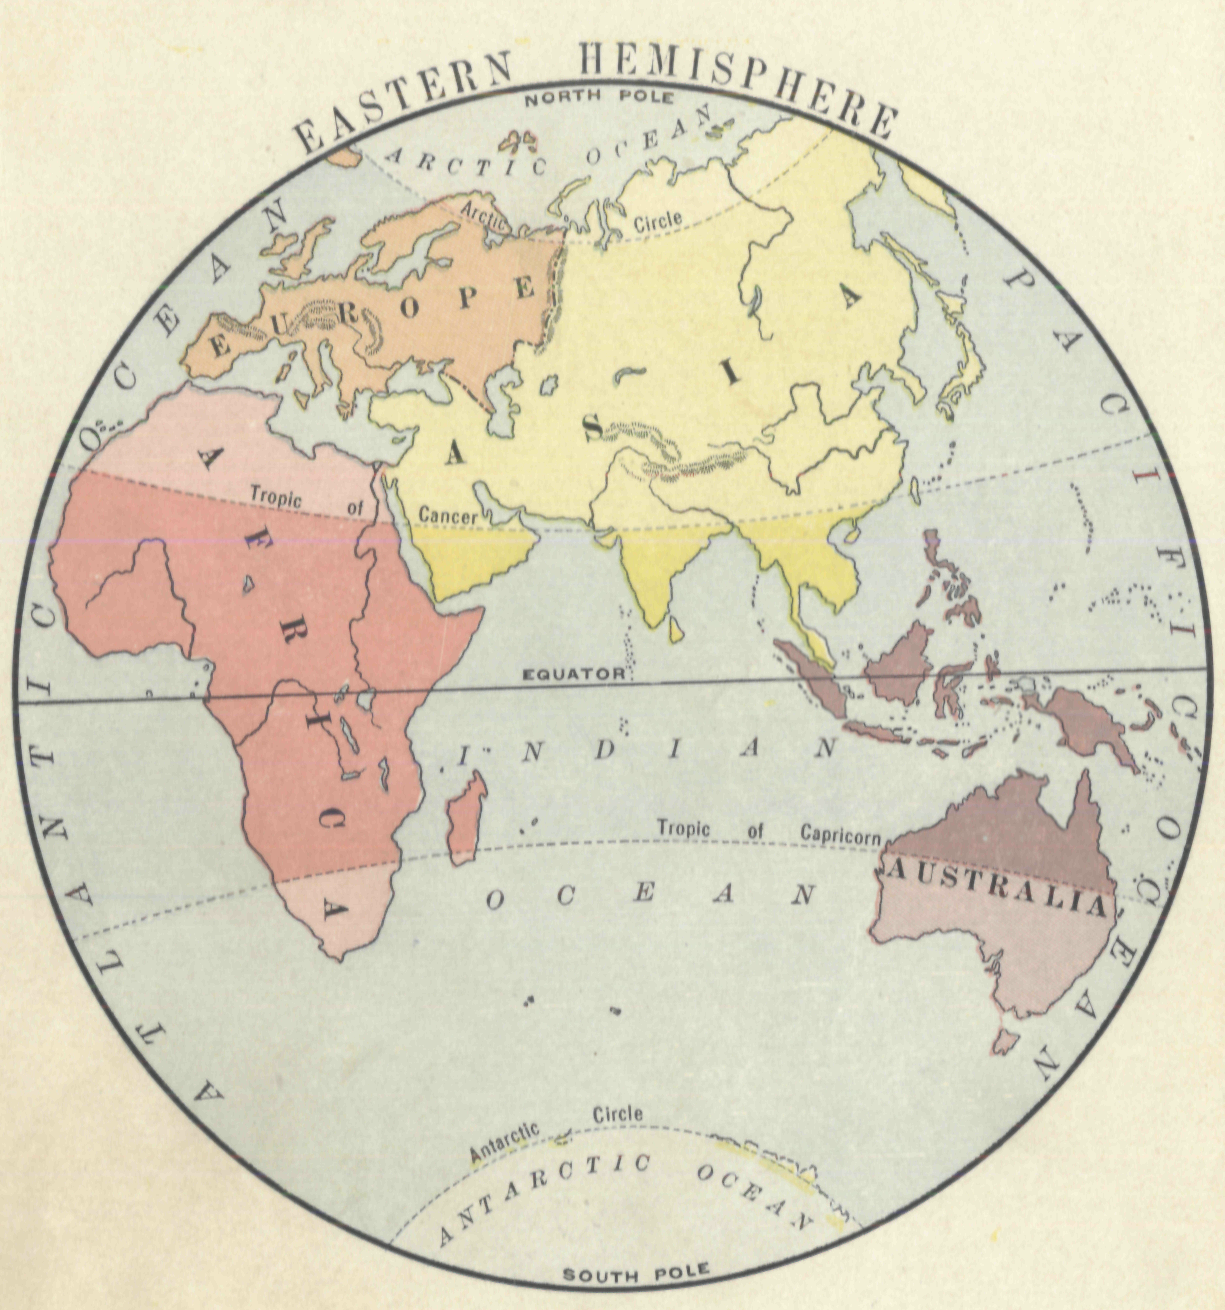 EASTERN HEMISPHERE
NORTH POLE
ARCTIC OCEAN
Arctic Circle
EUROPE
ASIA
AFRICA
Tropic of Cancer
ATLANTIC OCEAN
PACIFIC OCEAN
EQUATOR
INDIAN
OCEAN
Tropic of Capricorn
AUSTRALIA
Antarctic Circle
ANTARCTIC OCEAN
SOUTH POLE